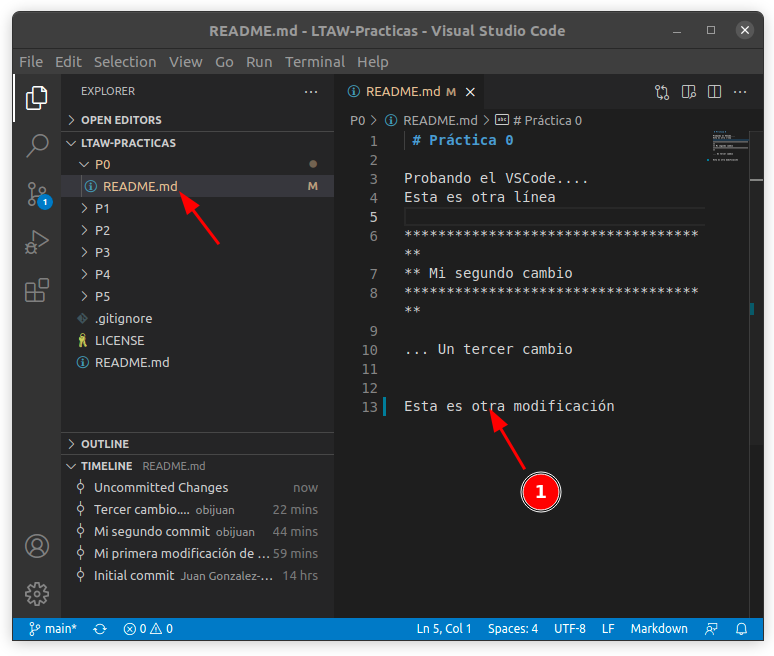 README.md - LTAW-Practicas - Visual Studio Code
File Edit Selection View Go Run Terminal Help
EXPLORER
OPEN EDITORS
LTAW-PRACTICAS
P0
README.md M
P1
P2
P3
P4
P5
.gitignore
LICENSE
README.md
OUTLINE
TIMELINE README.md
Uncommitted Changes now
Tercer cambio.... obijuan 22 mins
Mi segundo commit obijuan 44 mins
Mi primera modificación de ... 59 mins
Initial commit Juan Gonzalez-... 14 hrs
1
README.md M
P0 > README.md > abc # Práctica 0
1 # Práctica 0
2
3 Probando el VSCode....
4 Esta es otra línea
5
6 ***********************************
**
7 ** Mi segundo cambio
8 ***********************************
**
9
10 ... Un tercer cambio
11
12
13 Esta es otra modificación
1
main* 0 0 Ln 5, Col 1 Spaces: 4 UTF-8 LF Markdown